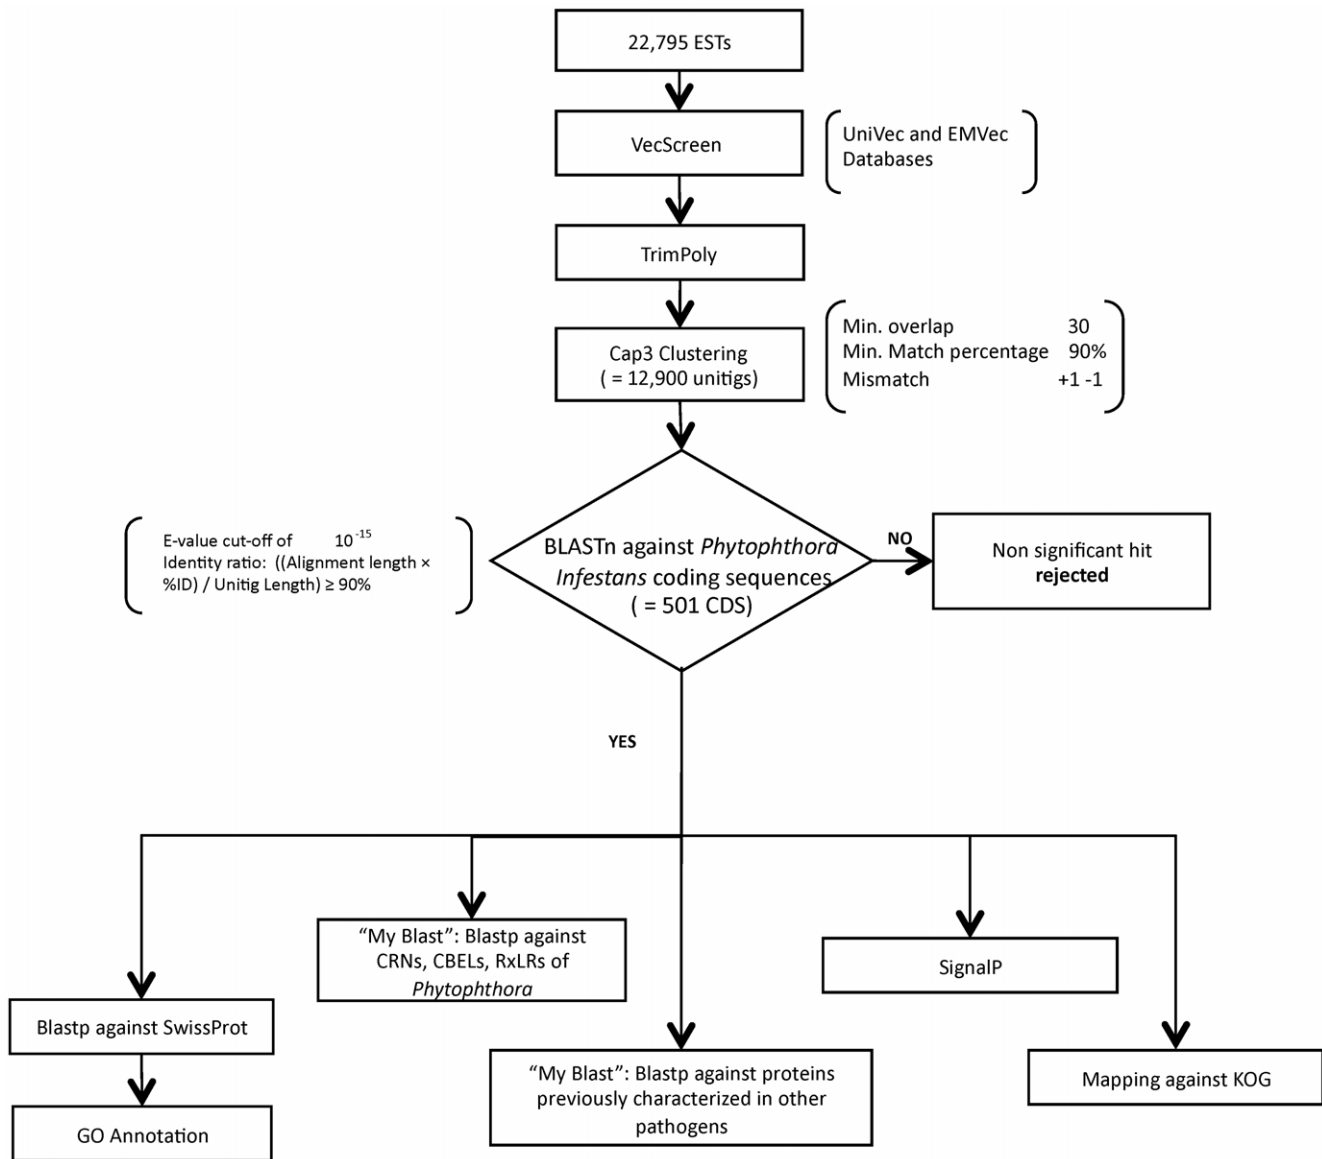 22,795 ESTs
VecScreen
UniVec and EMVec
Databases
TrimPoly
Cap3 Clustering
( = 12,900 unitigs)
Min. overlap 30
Min. Match percentage 90%
Mismatch +1 -1
E-value cut-off of 10⁻¹⁵
Identity ratio: ((Alignment length ×
%ID) / Unitig Length) ≥ 90%
BLASTn against Phytophthora
Infestans coding sequences
( = 501 CDS)
NO
Non significant hit
rejected
YES
"My Blast": Blastp against
CRNs, CBELs, RxLRs of
Phytophthora
SignalP
Blastp against SwissProt
"My Blast": Blastp against proteins
previously characterized in other
pathogens
Mapping against KOG
GO Annotation